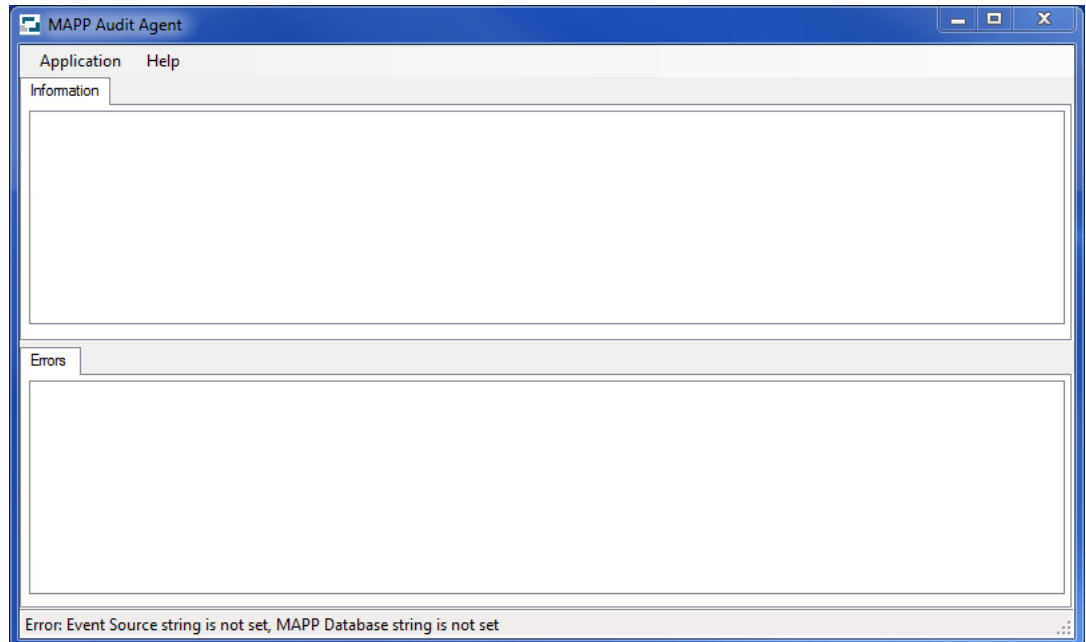 MAPP Audit Agent
Application Help
Information
Errors
Error: Event Source string is not set, MAPP Database string is not set